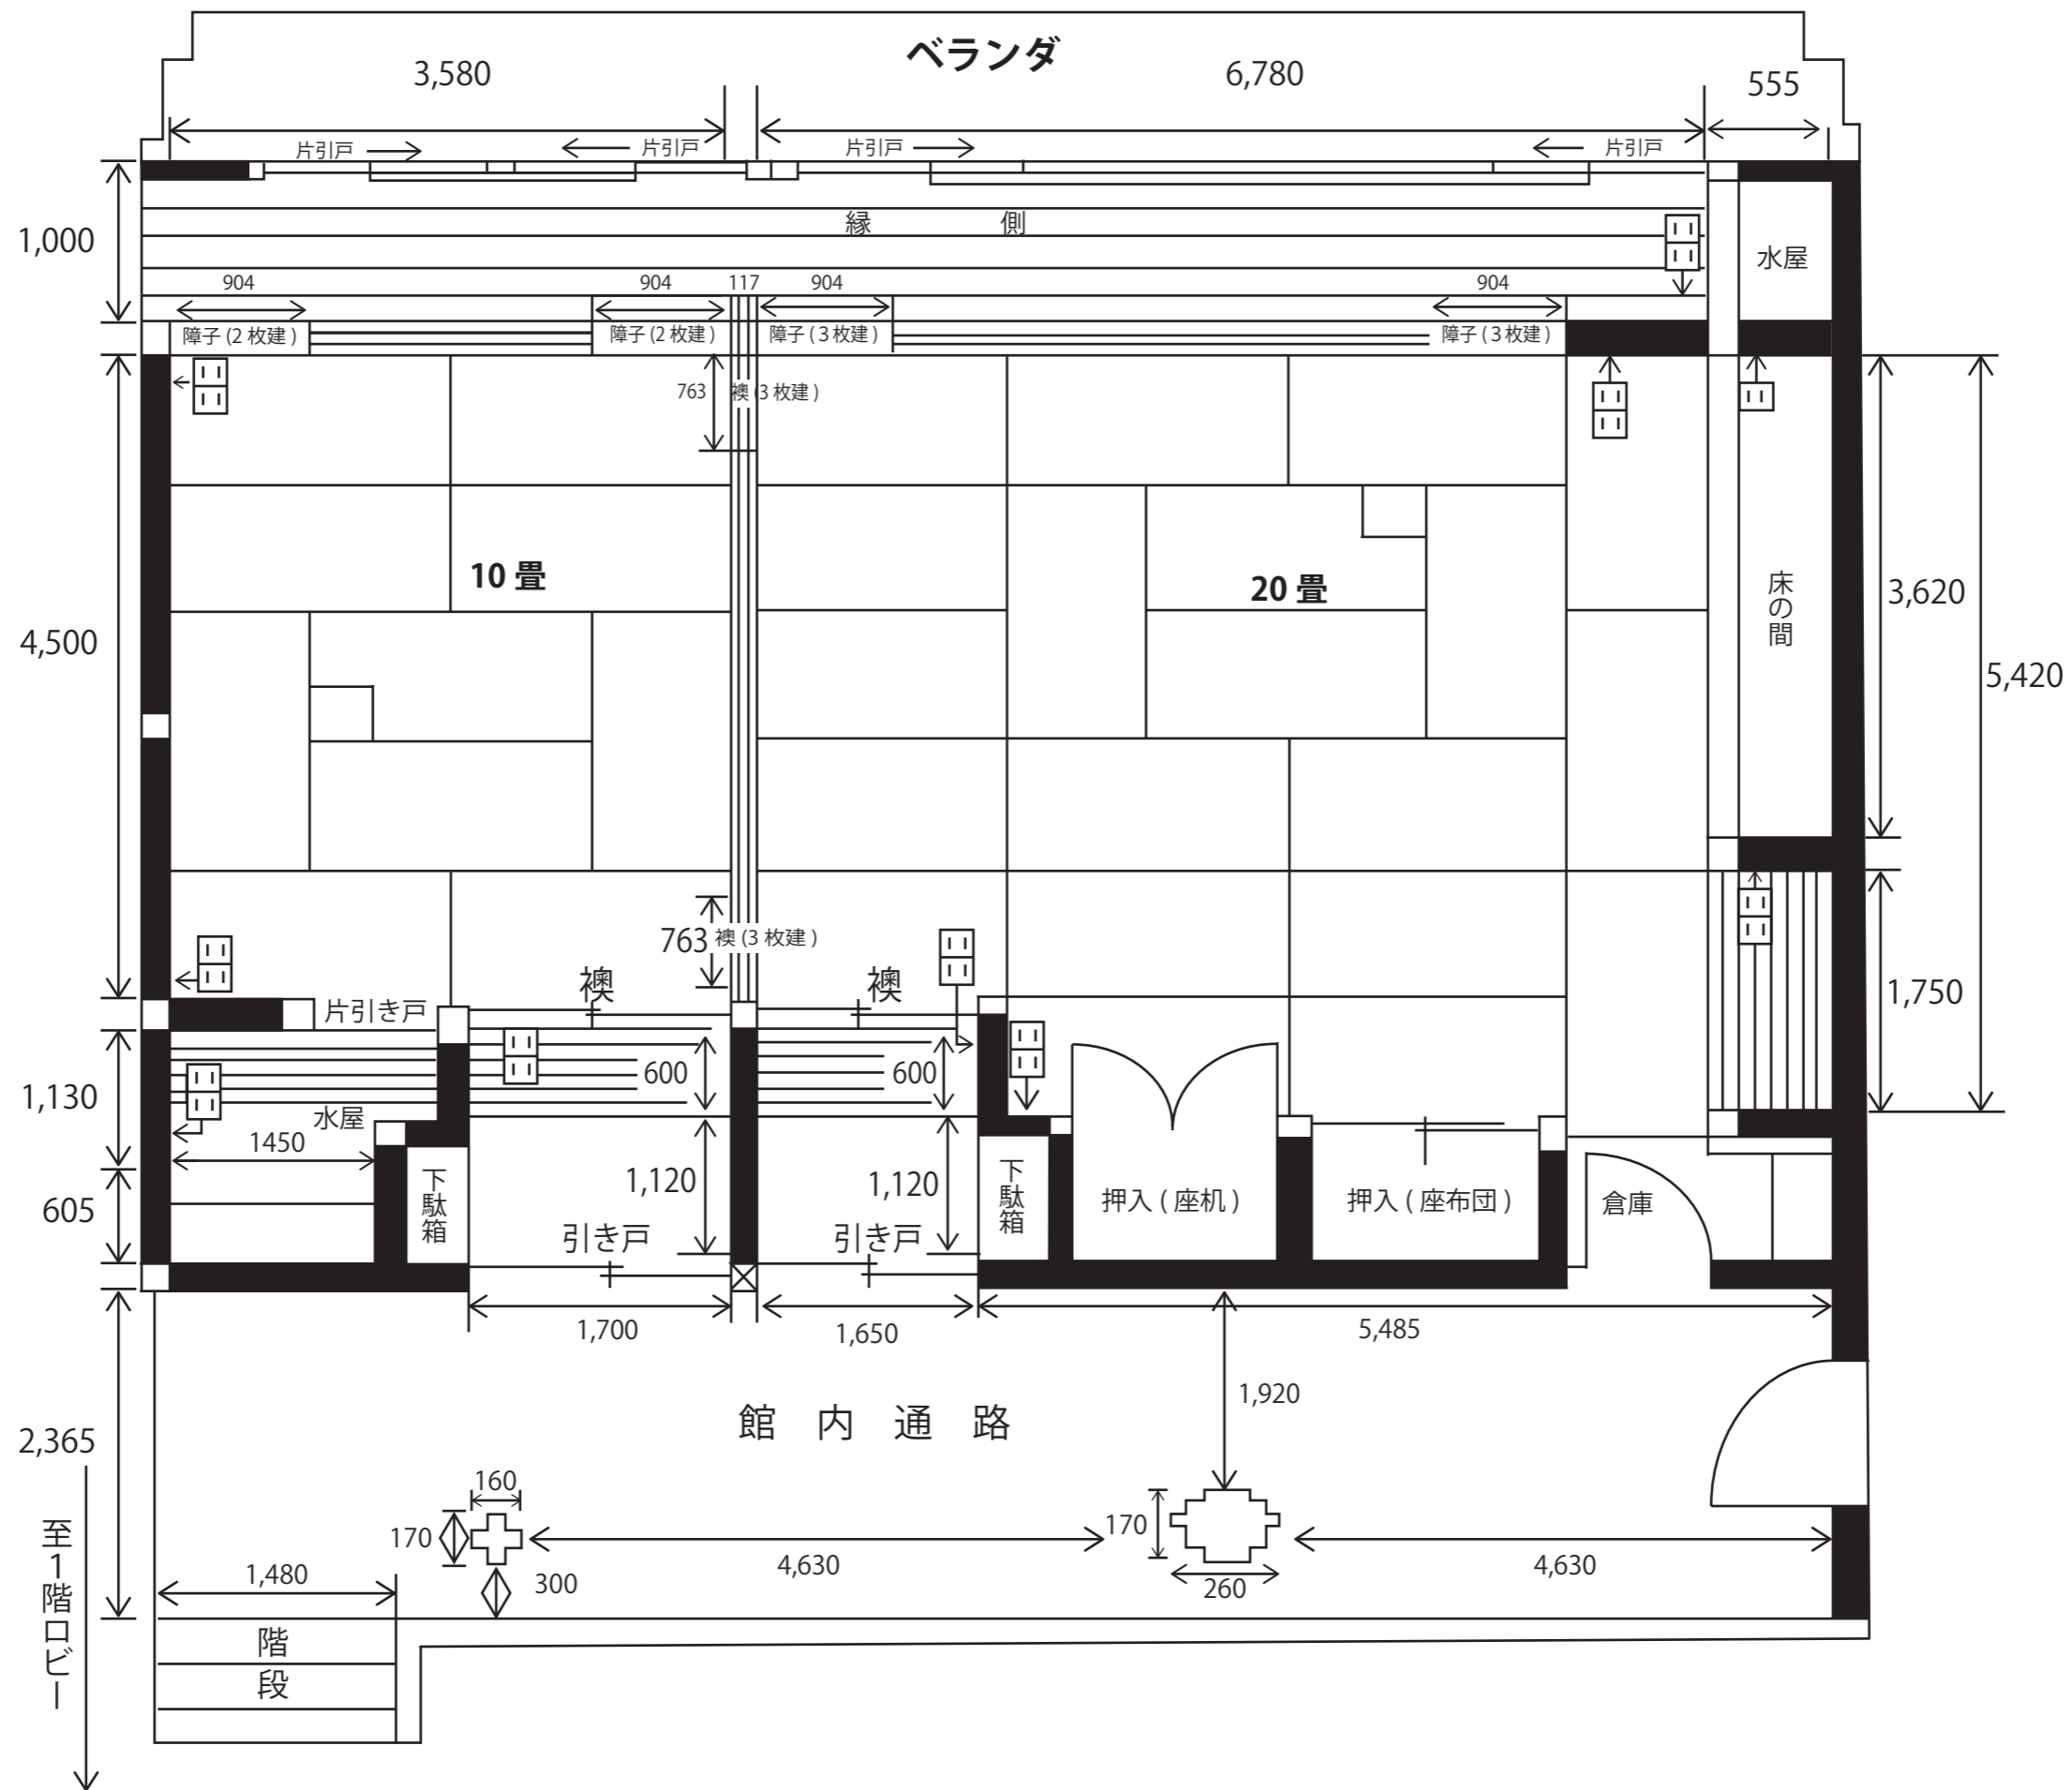 ベランダ
3,580
6,780
555
片引戸
片引戸
片引戸
片引戸
1,000
縁側
水屋
904
904
117
904
904
障子(2枚建)
障子(2枚建)
障子(3枚建)
障子(3枚建)
763
襖(3枚建)
10畳
20畳
床の間
3,620
4,500
5,420
763
襖(3枚建)
襖
襖
1,750
片引き戸
600
600
1,130
水屋
1450
下駄箱
1,120
1,120
下駄箱
押入(座机)
押入(座布団)
倉庫
605
引き戸
引き戸
1,700
1,650
5,485
1,920
館内通路
2,365
160
170
170
4,630
4,630
300
260
1,480
至1階ロビー
階
段